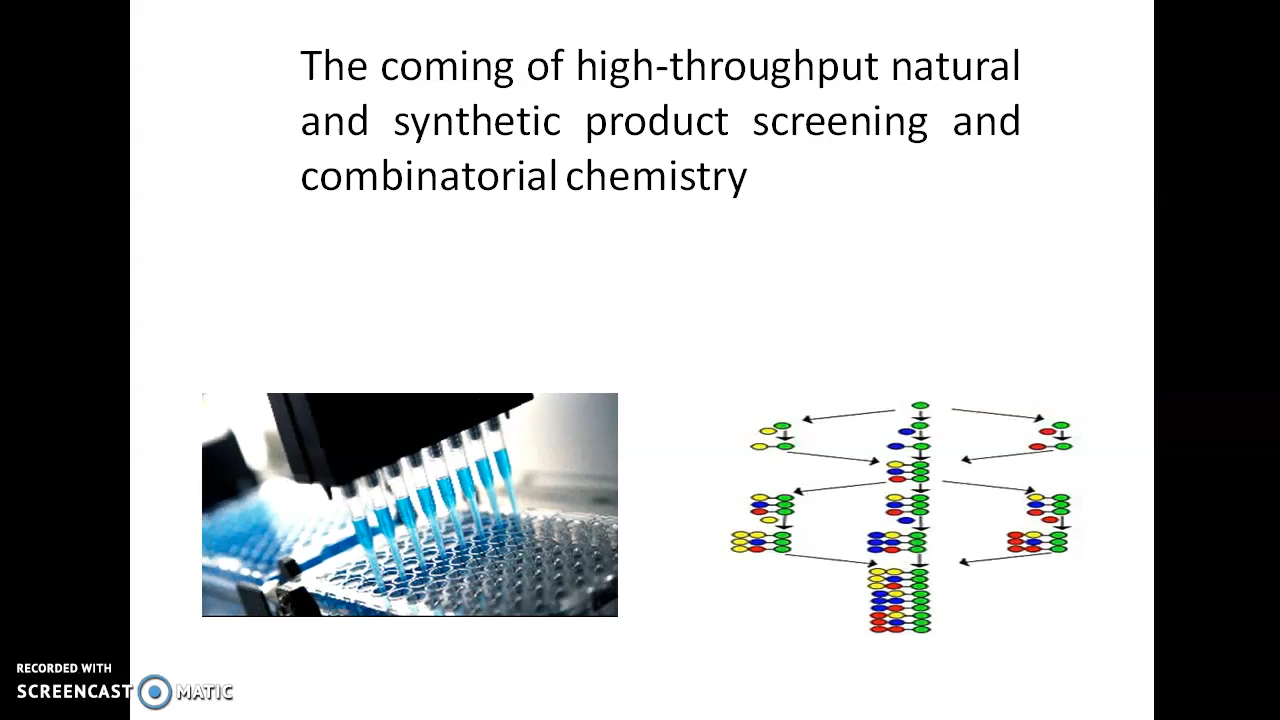 The coming of high-throughput natural
and synthetic product screening and
combinatorial chemistry
RECORDED WITH
SCREENCAST MATIC